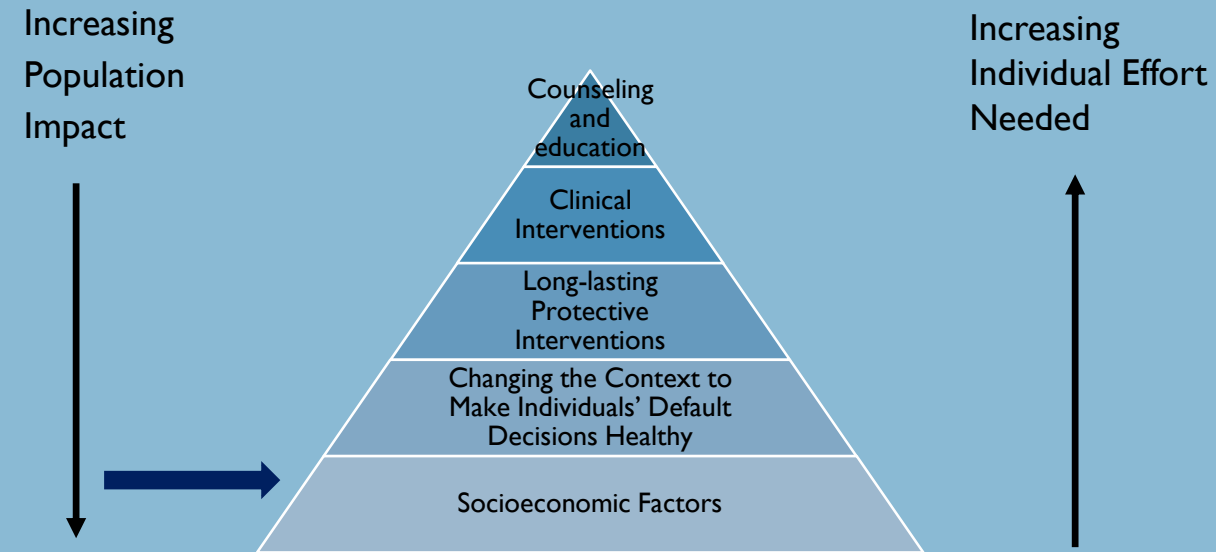 Increasing
Population
Impact
Increasing
Individual Effort
Needed
Counseling
and
education
Clinical
Interventions
Long-lasting
Protective
Interventions
Changing the Context to
Make Individuals’ Default
Decisions Healthy
Socioeconomic Factors